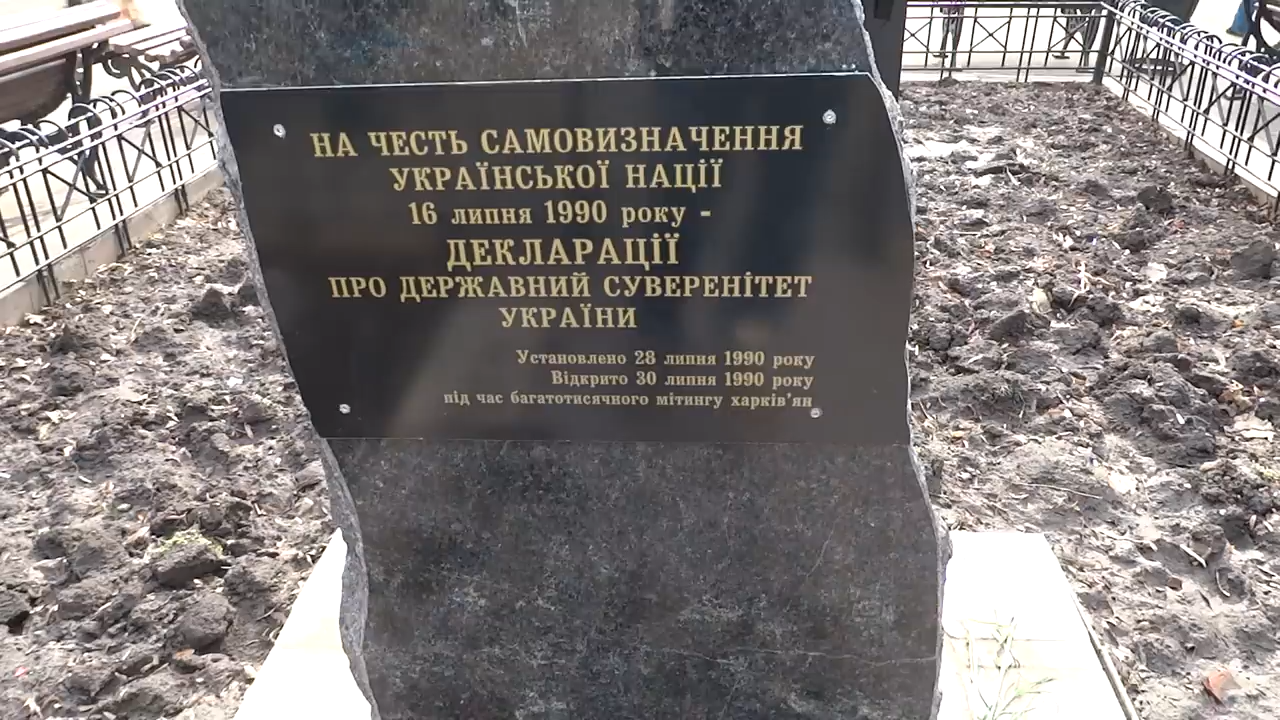 НА ЧЕСТЬ САМОВИЗНАЧЕННЯ
УКРАЇНСЬКОЇ НАЦІЇ
16 липня 1990 року -
ДЕКЛАРАЦІЇ
ПРО ДЕРЖАВНИЙ СУВЕРЕНІТЕТ
УКРАЇНИ
Установлено 28 липня 1990 року
Відкрито 30 липня 1990 року
під час багатотисячного мітингу харків'ян